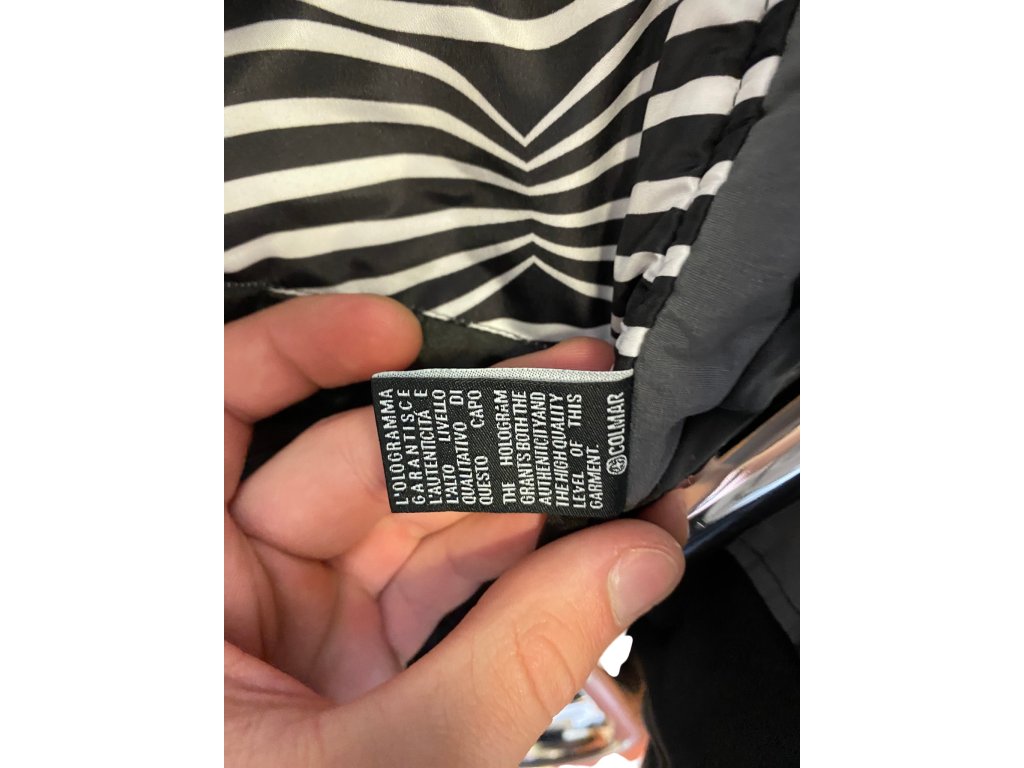 L'OLOGRAMMA
GARANTISCE
L'AUTENTICITÁ E
L'ALTO LIVELLO
QUALITATIVO DI
QUESTO CAPO
THE HOLOGRAM
GRANTS BOTH THE
AUTHENTICITY AND
THE HIGH QUALITY
LEVEL OF THIS
GARMENT.
COLMAR